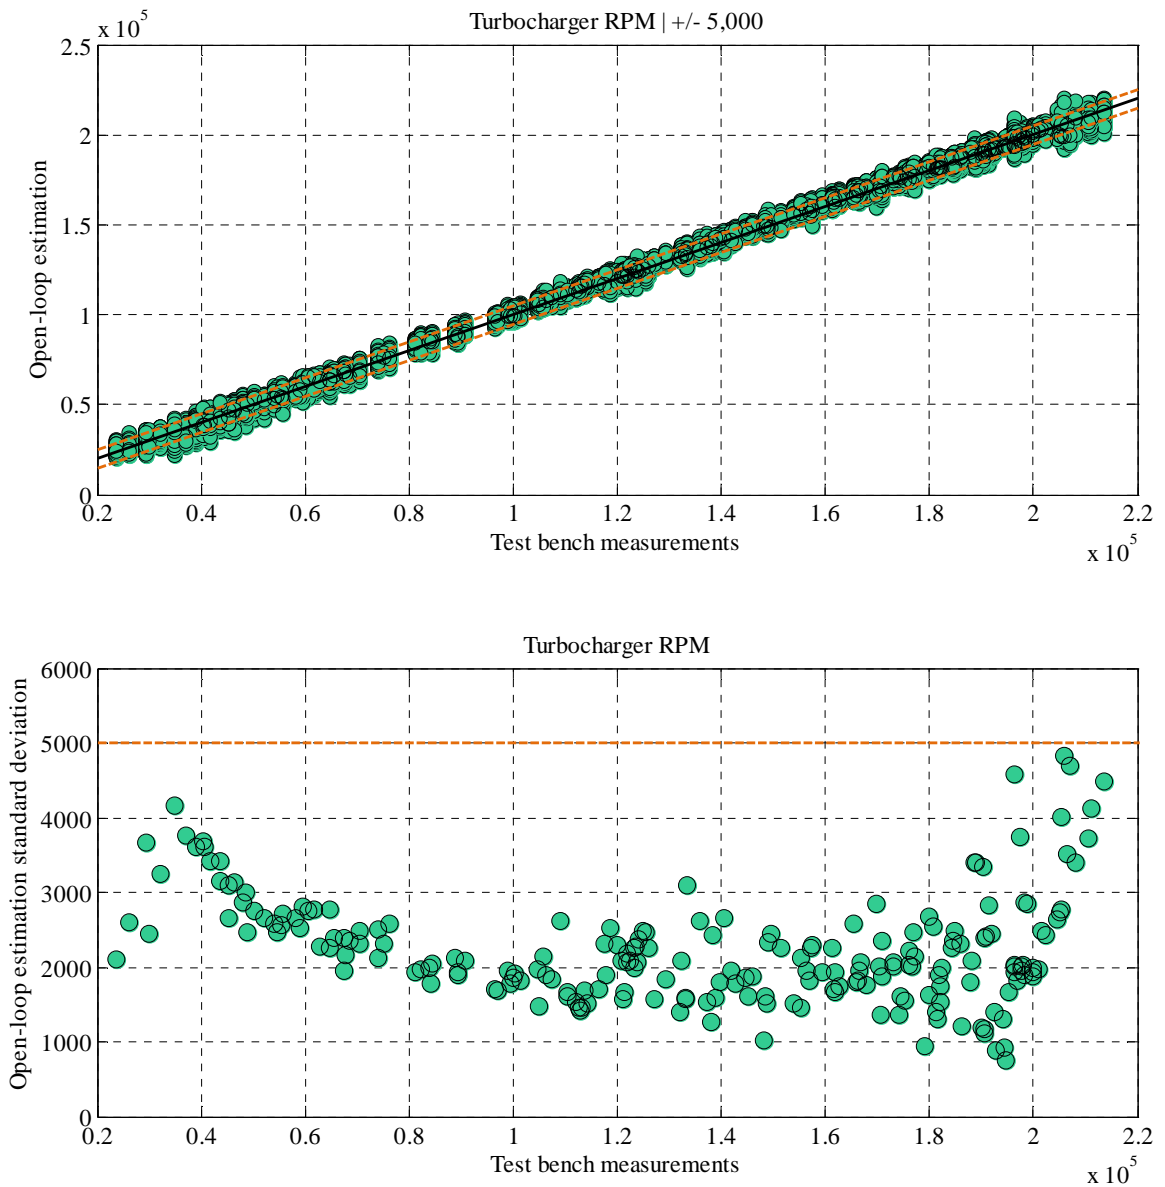 x 10^5
Turbocharger RPM | +/- 5,000
2.5
2
1.5
1
0.5
0
Open-loop estimation
0.2 0.4 0.6 0.8 1 1.2 1.4 1.6 1.8 2 2.2
Test bench measurements
x 10^5
Turbocharger RPM
6000
5000
4000
3000
2000
1000
0
Open-loop estimation standard deviation
0.2 0.4 0.6 0.8 1 1.2 1.4 1.6 1.8 2 2.2
Test bench measurements
x 10^5